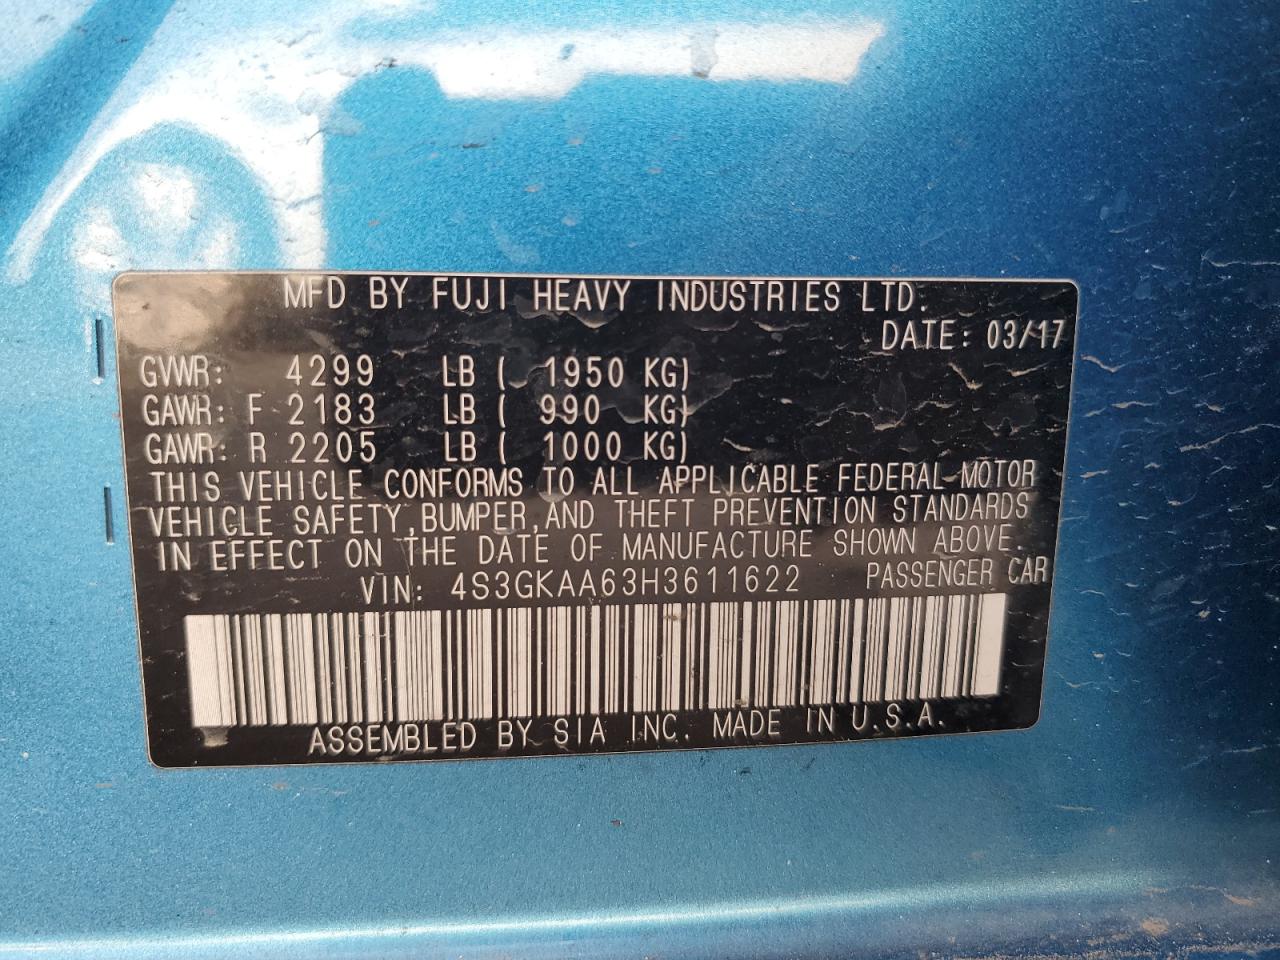 MFD BY FUJI HEAVY INDUSTRIES LTD.
DATE: 03/17
GVWR: 4299 LB ( 1950 KG)
GAWR: F 2183 LB ( 990 KG)
GAWR: R 2205 LB ( 1000 KG)
THIS VEHICLE CONFORMS TO ALL APPLICABLE FEDERAL MOTOR
VEHICLE SAFETY, BUMPER, AND THEFT PREVENTION STANDARDS
IN EFFECT ON THE DATE OF MANUFACTURE SHOWN ABOVE.
VIN: 4S3GKAA63H3611622 PASSENGER CAR
ASSEMBLED BY SIA INC. MADE IN U.S.A.